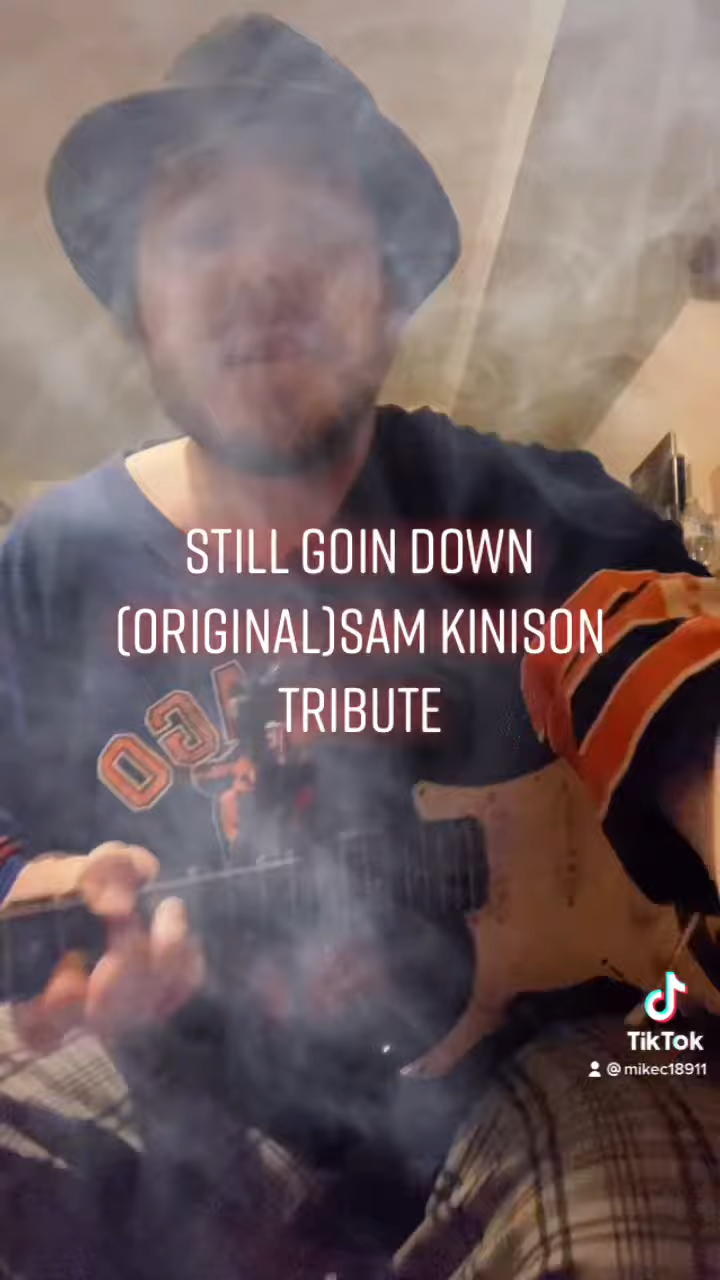 STILL GOIN DOWN
(ORIGINAL)SAM KINISON
TRIBUTE
TikTok
@mikec18911